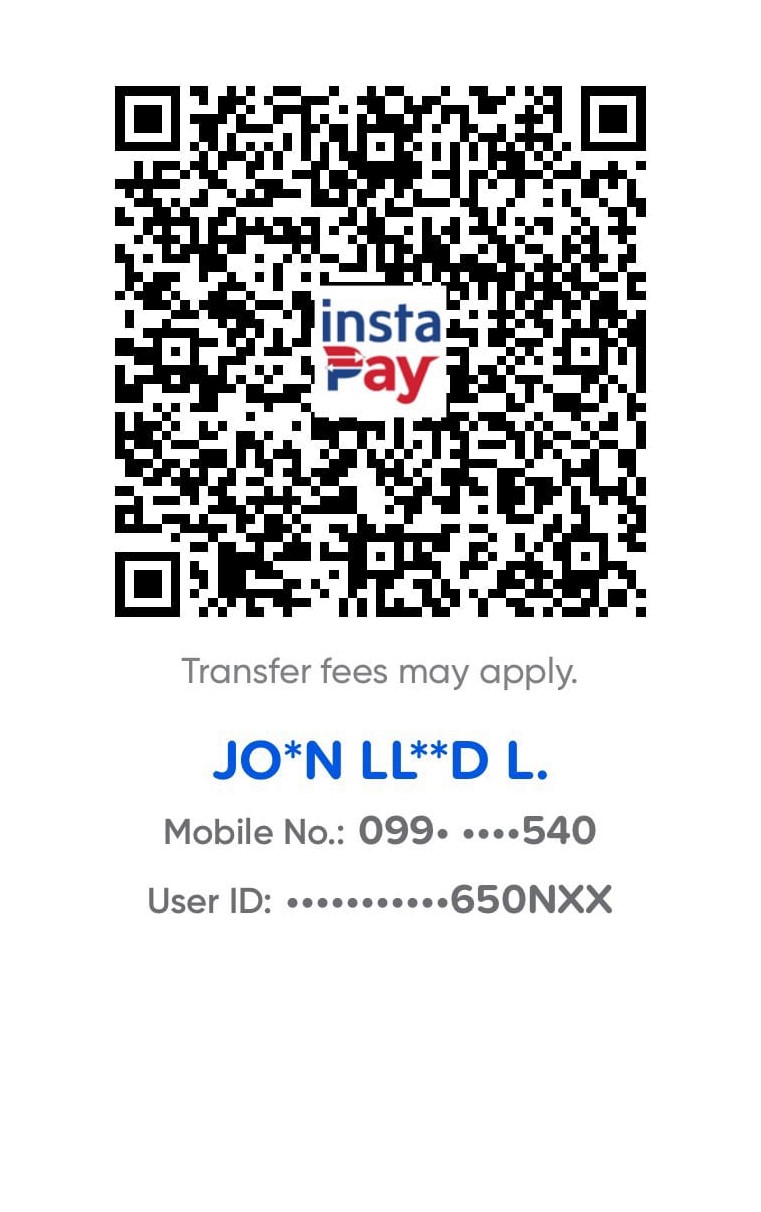 insta
Pay
Transfer fees may apply.
JO*N LL**D L.
Mobile No.: 099• ••••540
User ID: •••••••••••650NXX